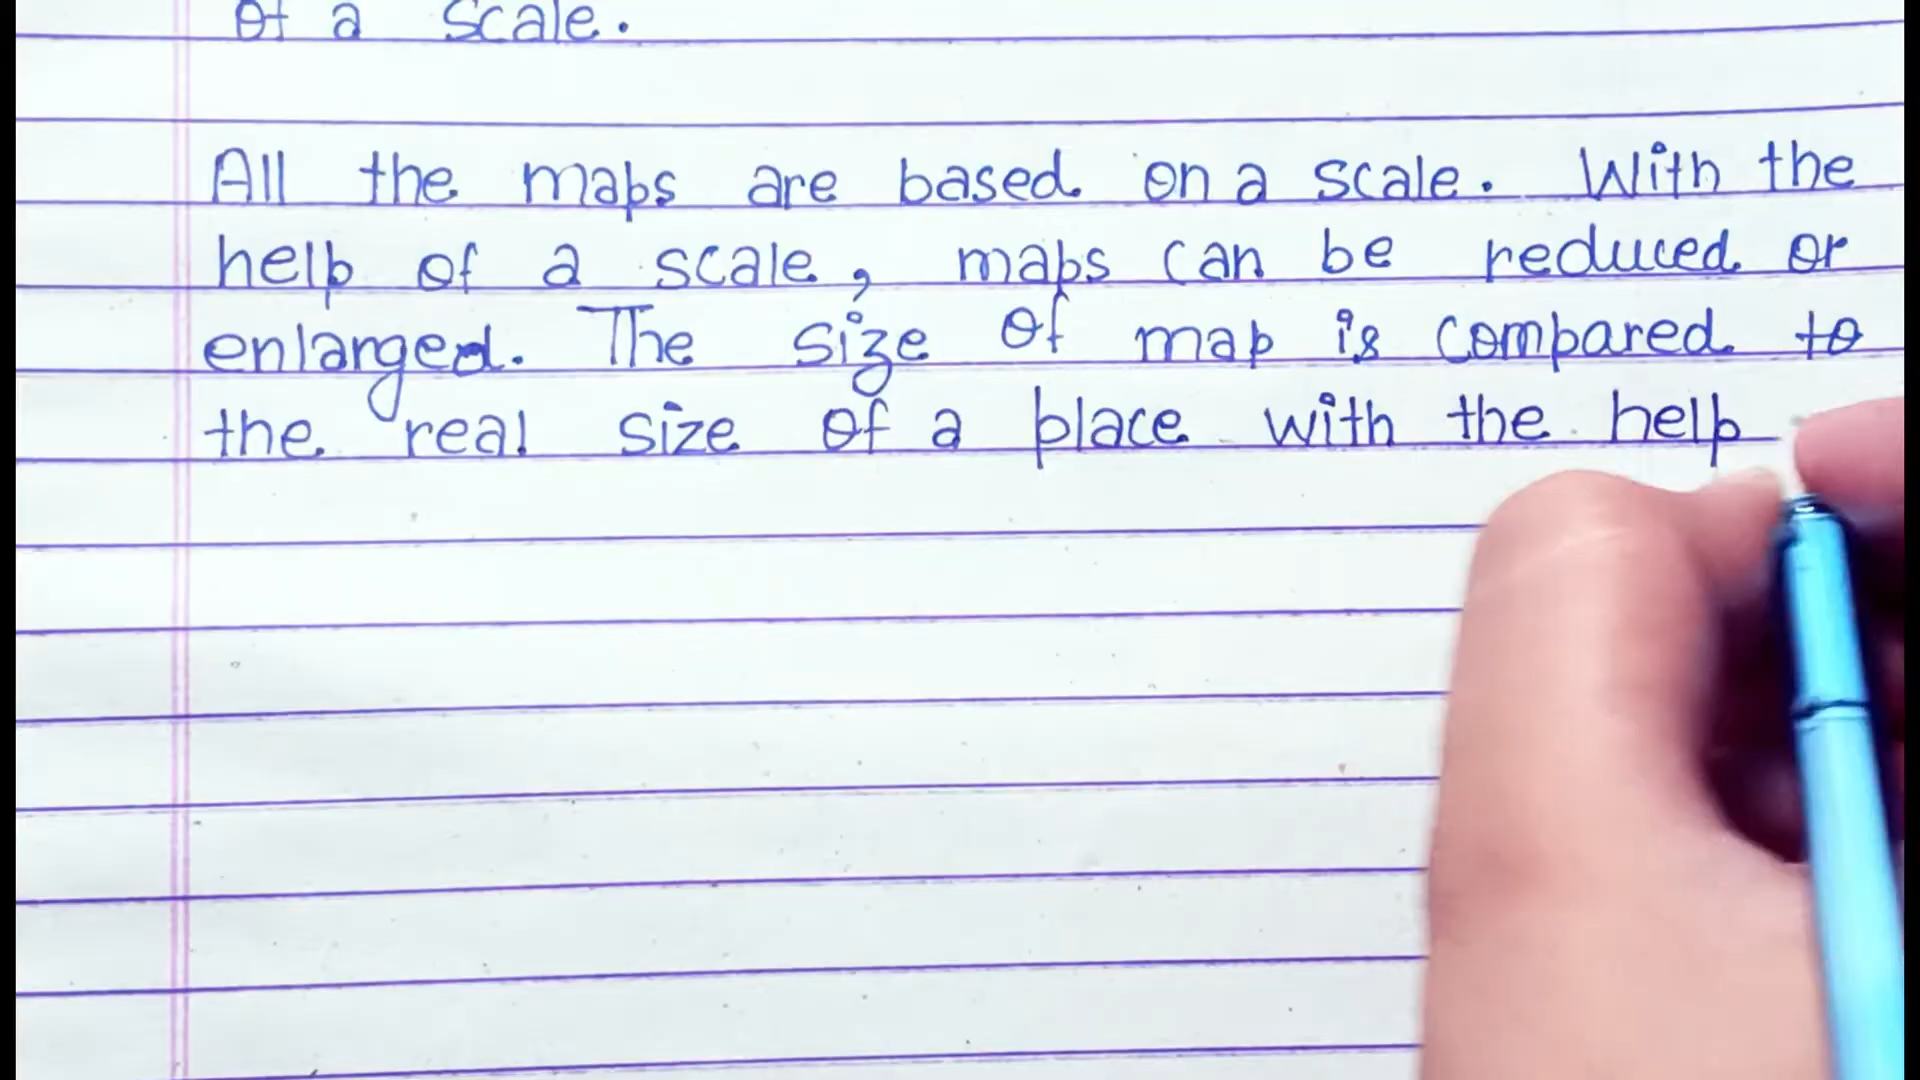 of a scale.
All the maps are based on a scale. With the
help of a scale, maps can be reduced or
enlarged. The size of map is compared to
the real size of a place with the help